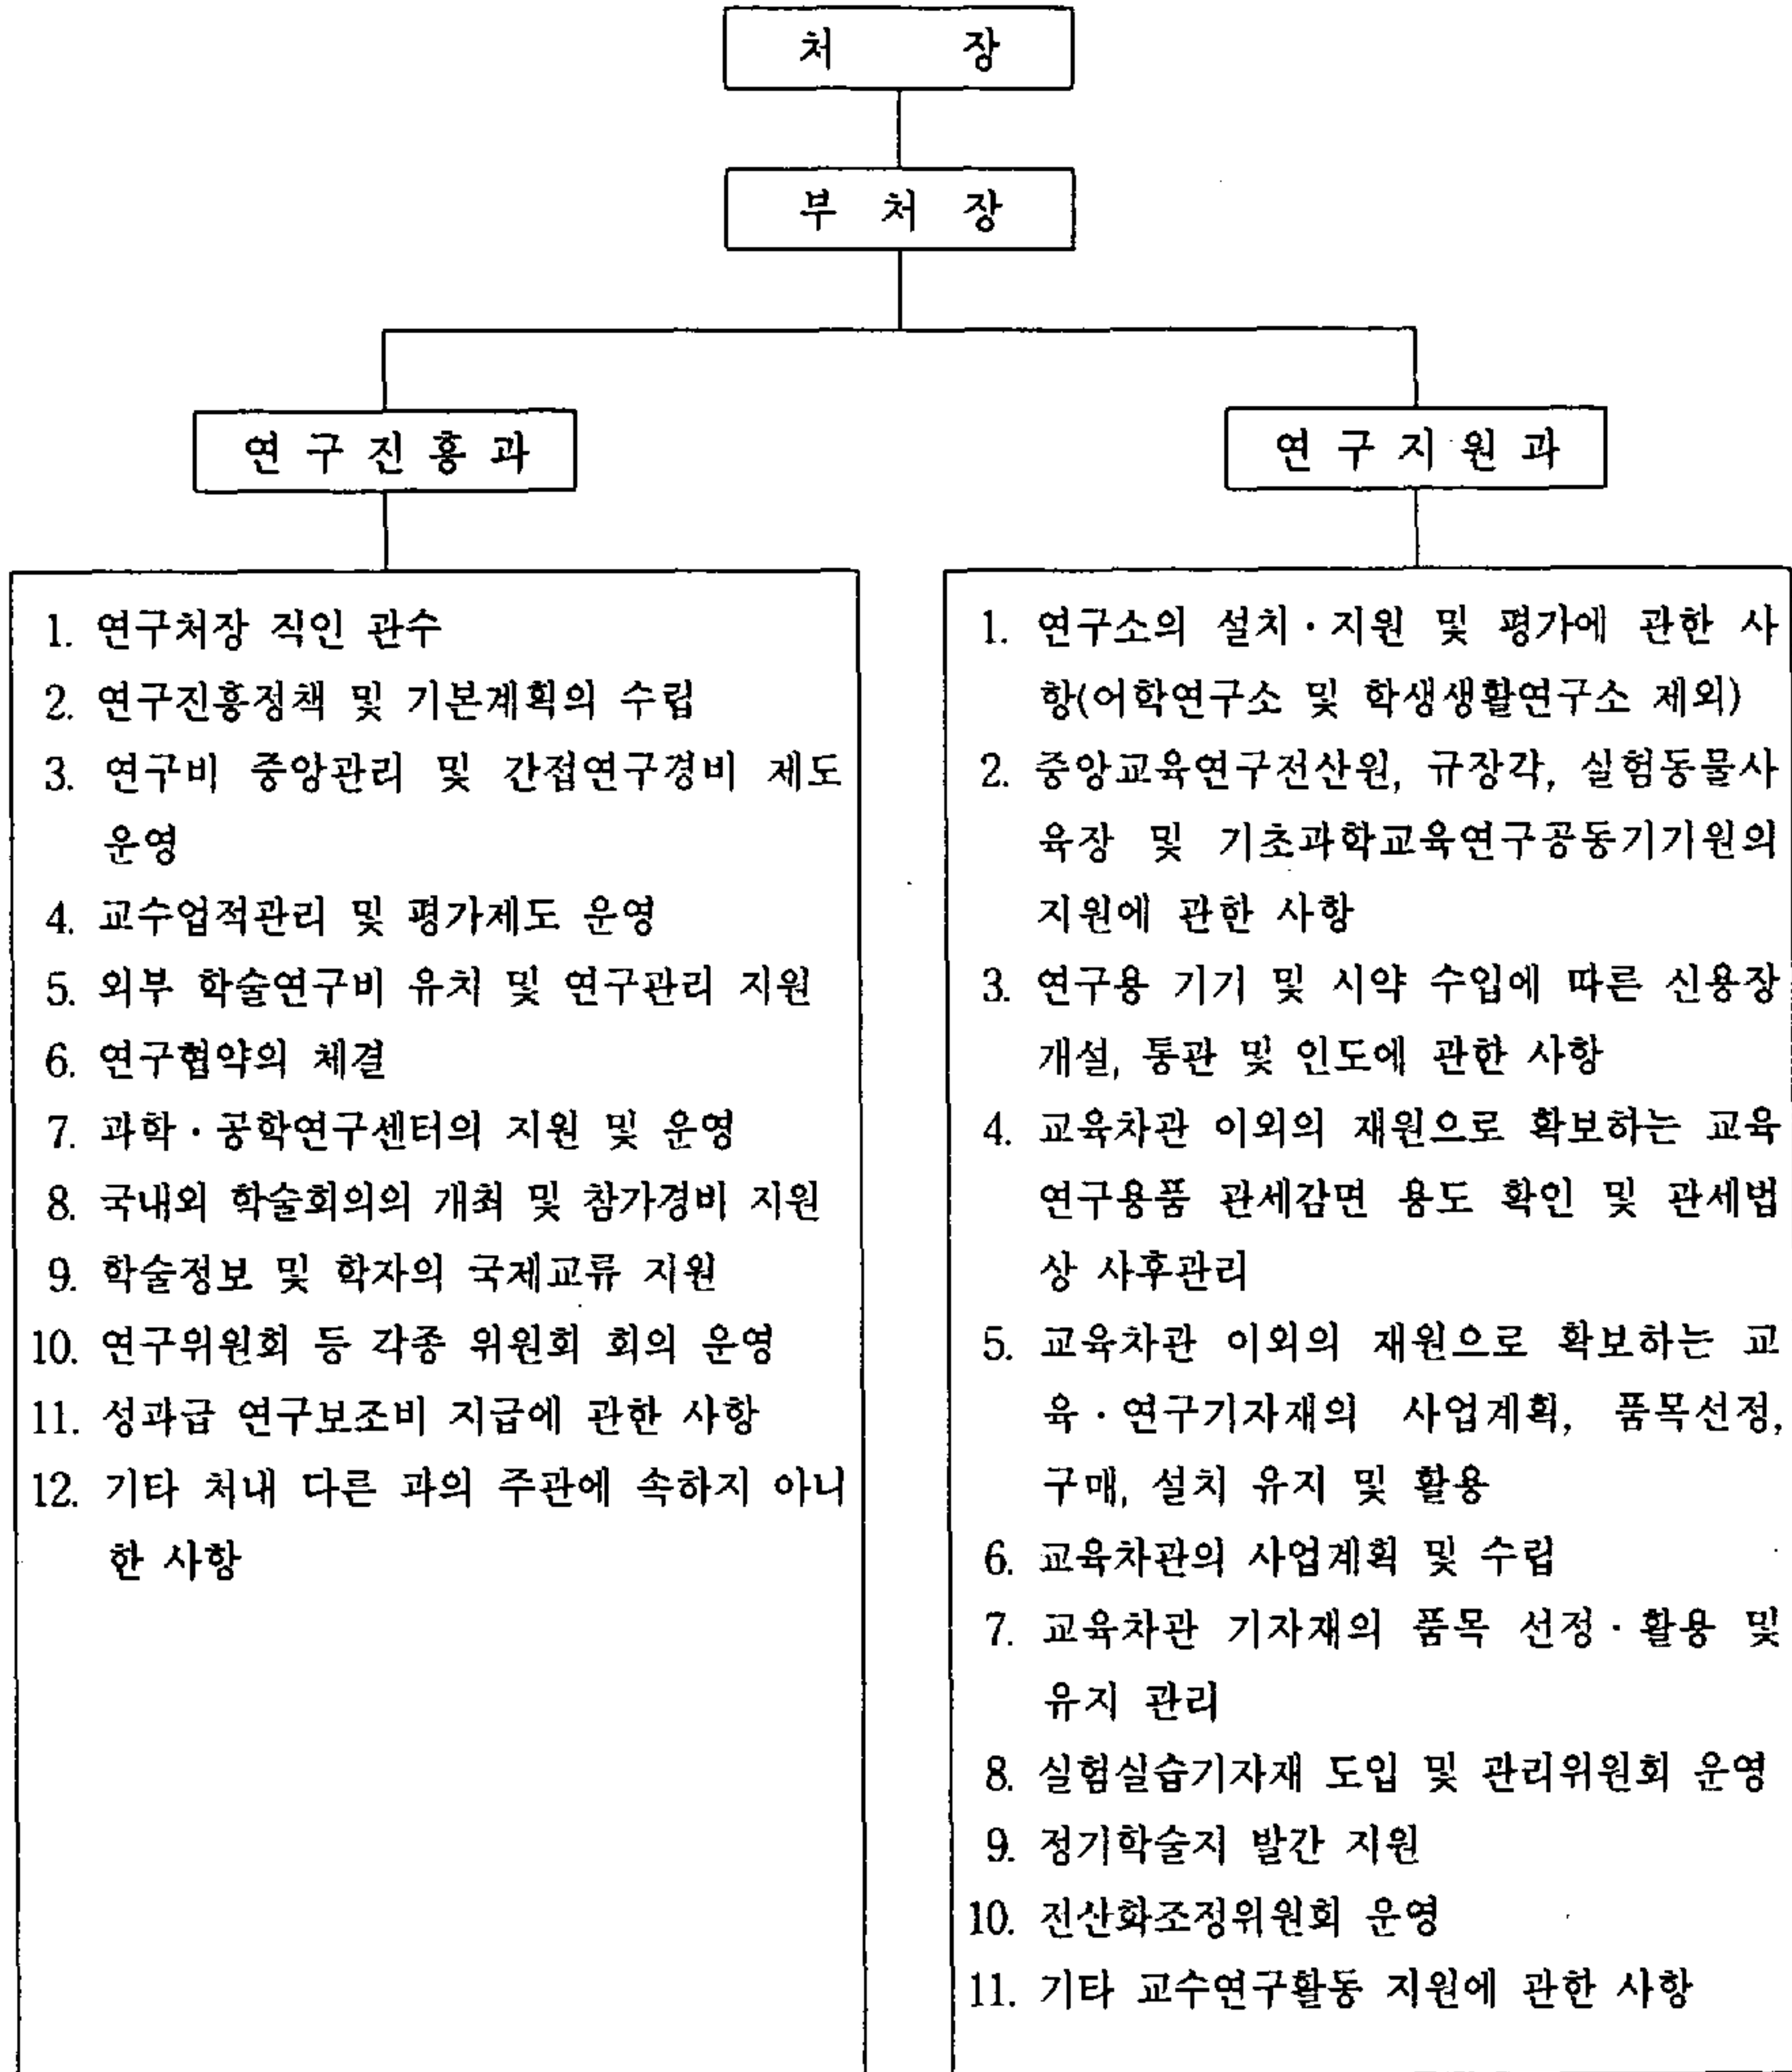 처 장
부 처 장
연 구 진 흥 과
1. 연구처장 직인 관수
2. 연구진흥정책 및 기본계획의 수립
3. 연구비 중앙관리 및 간접연구경비 제도
운영
4. 교수업적관리 및 평가제도 운영
5. 외부 학술연구비 유치 및 연구관리 지원
6. 연구협약의 체결
7. 과학·공학연구센터의 지원 및 운영
8. 국내외 학술회의의 개최 및 참가경비 지원
9. 학술정보 및 학자의 국제교류 지원
10. 연구위원회 등 각종 위원회 회의 운영
11. 성과급 연구보조비 지급에 관한 사항
12. 기타 처내 다른 과의 주관에 속하지 아니
한 사항
연 구 지 원 과
1. 연구소의 설치·지원 및 평가에 관한 사
항(어학연구소 및 학생생활연구소 제외)
2. 중앙교육연구전산원, 규장각, 실험동물사
육장 및 기초과학교육연구공동기기원의
지원에 관한 사항
3. 연구용 기기 및 시약 수입에 따른 신용장
개설, 통관 및 인도에 관한 사항
4. 교육차관 이외의 재원으로 확보하는 교육
연구용품 관세감면 용도 확인 및 관세법
상 사후관리
5. 교육차관 이외의 재원으로 확보하는 교
육·연구기자재의 사업계획, 품목선정,
구매, 설치 유지 및 활용
6. 교육차관의 사업계획 및 수립
7. 교육차관 기자재의 품목 선정·활용 및
유지 관리
8. 실험실습기자재 도입 및 관리위원회 운영
9. 정기학술지 발간 지원
10. 전산화조정위원회 운영
11. 기타 교수연구활동 지원에 관한 사항